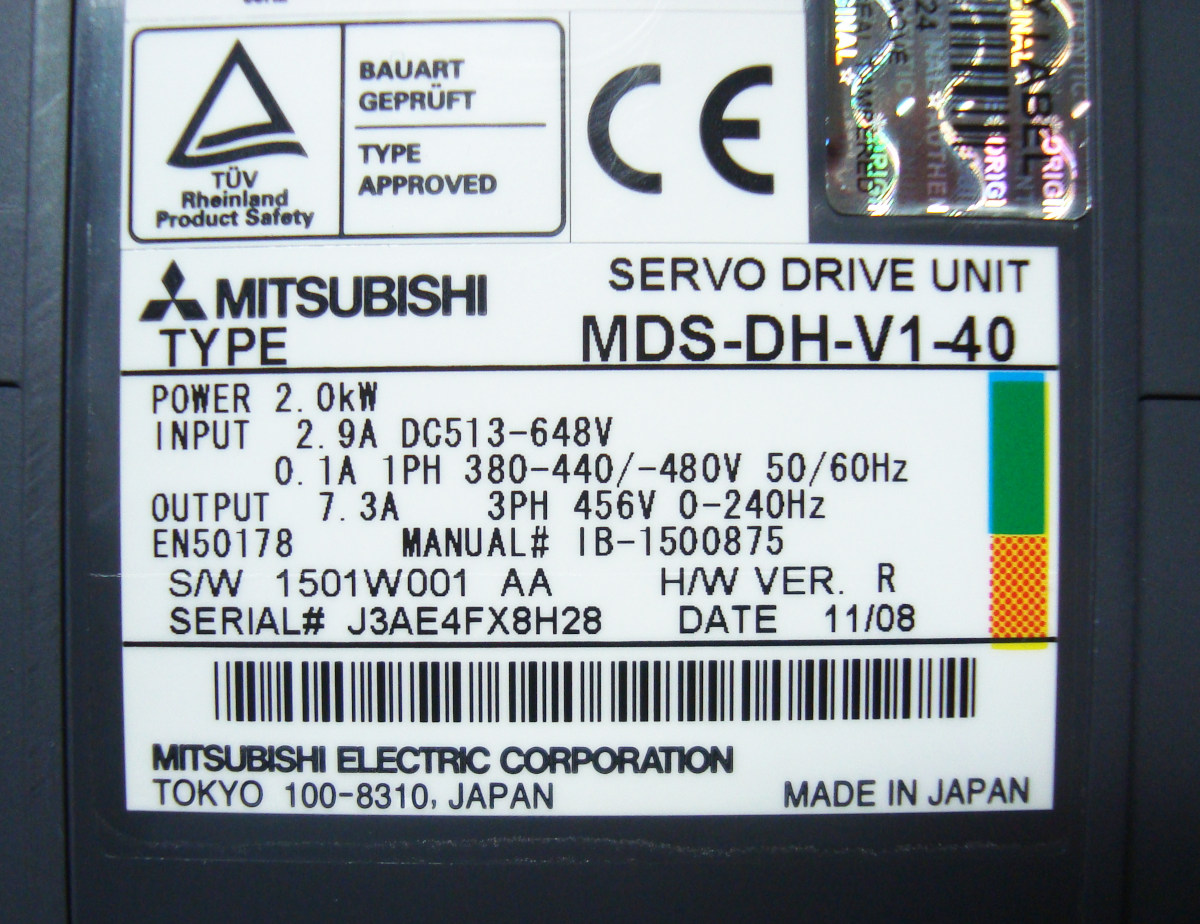 BAUART
GEPRÜFT
TYPE
APPROVED
TÜV
Rheinland
Product Safety
CE
ORIGINAL
LABEL
MITSUBISHI
SERVO DRIVE UNIT
TYPE MDS-DH-V1-40
POWER 2.0kW
INPUT 2.9A DC513-648V
0.1A 1PH 380-440/-480V 50/60Hz
OUTPUT 7.3A 3PH 456V 0-240Hz
EN50178 MANUAL# IB-1500875
S/W 1501W001 AA H/W VER. R
SERIAL# J3AE4FX8H28 DATE 11/08
MITSUBISHI ELECTRIC CORPORATION
TOKYO 100-8310, JAPAN MADE IN JAPAN